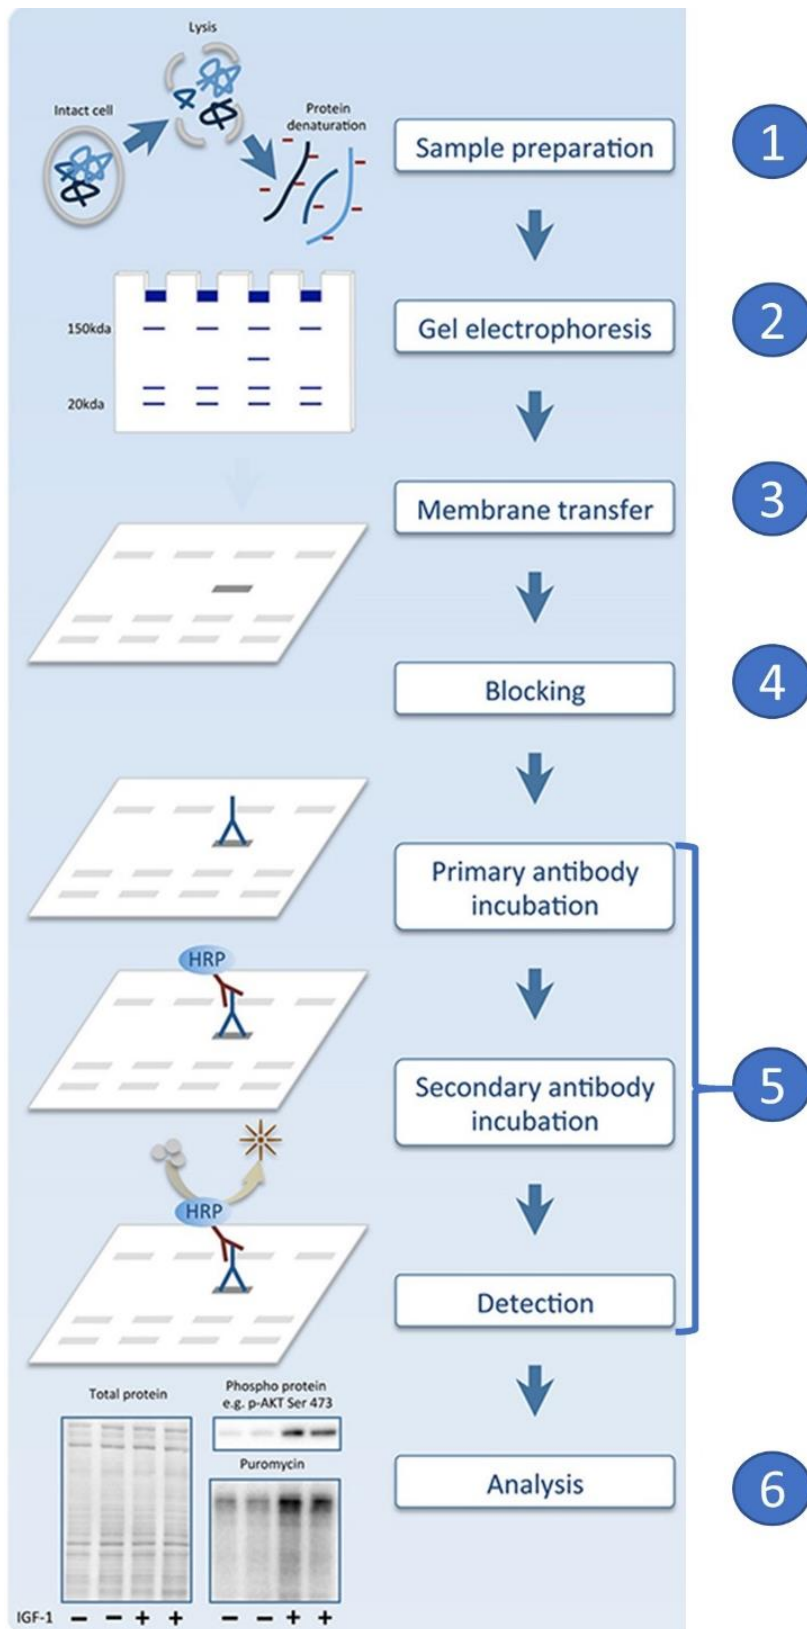 Lysis
Intact cell
Protein
denaturation
Sample preparation
1
150kda
20kda
Gel electrophoresis
2
Membrane transfer
3
Blocking
4
Primary antibody
incubation
HRP
Secondary antibody
incubation
5
HRP
Detection
Total protein
Phospho protein
e.g. p-AKT Ser 473
Puromycin
Analysis
6
IGF-1 − − + + − − + +